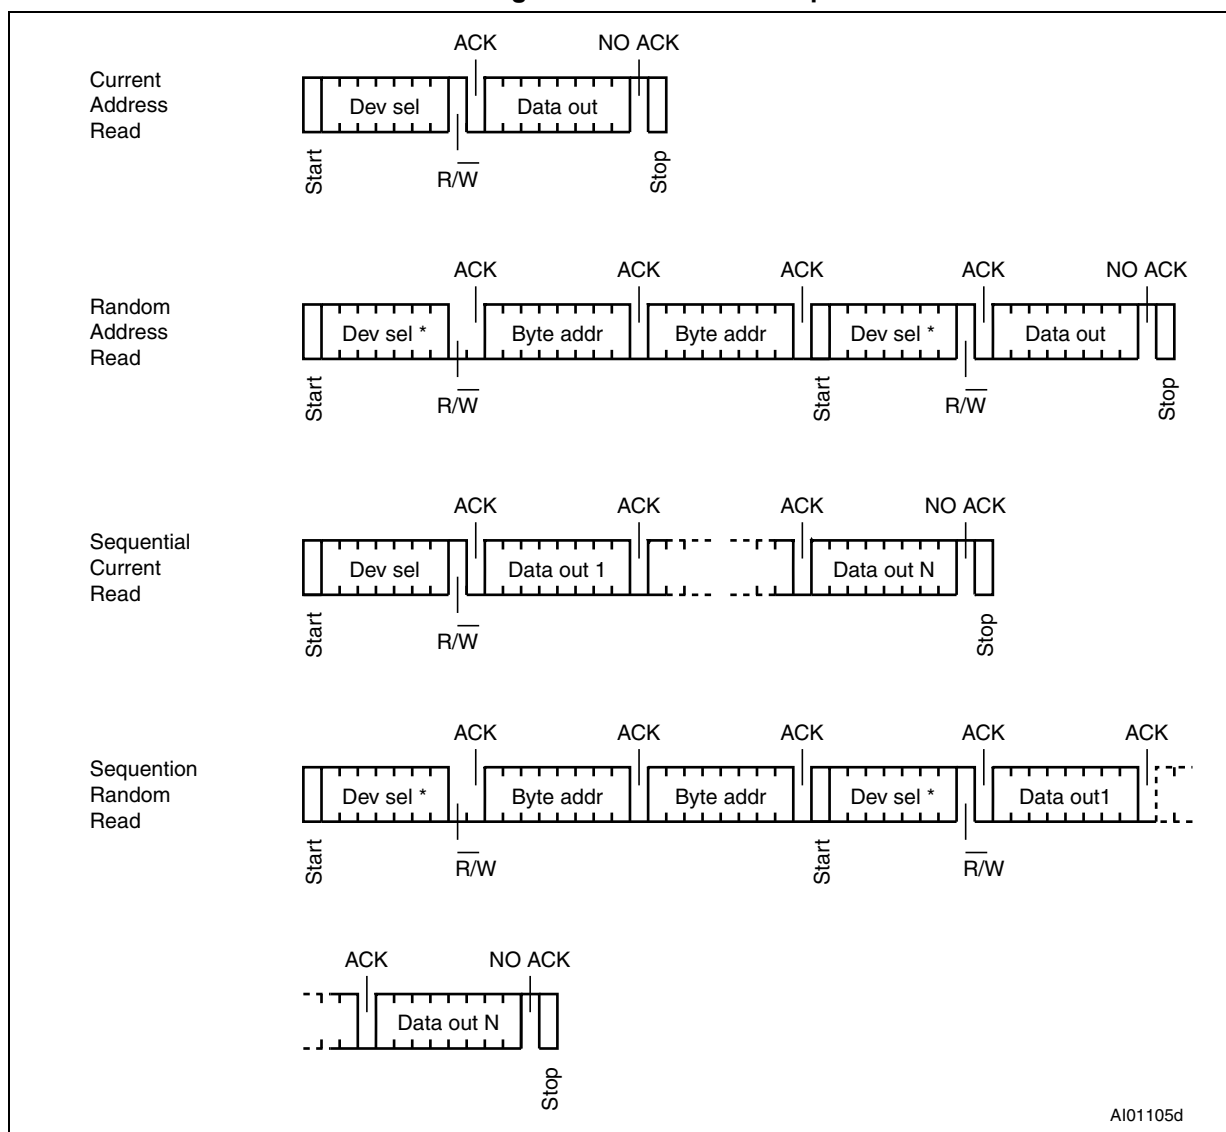 ACK NO ACK
Current
Address
Read
Dev sel Data out
Start R/W̅ Stop
ACK ACK ACK ACK NO ACK
Random
Address
Read
Dev sel * Byte addr Byte addr Dev sel * Data out
Start R/W̅ Start R/W̅ Stop
ACK ACK ACK NO ACK
Sequential
Current
Read
Dev sel Data out 1 Data out N
Start R/W̅ Stop
ACK ACK ACK ACK ACK
Sequention
Random
Read
Dev sel * Byte addr Byte addr Dev sel * Data out1
Start R̅/W Start R̅/W
ACK NO ACK
Data out N
Stop
AI01105d